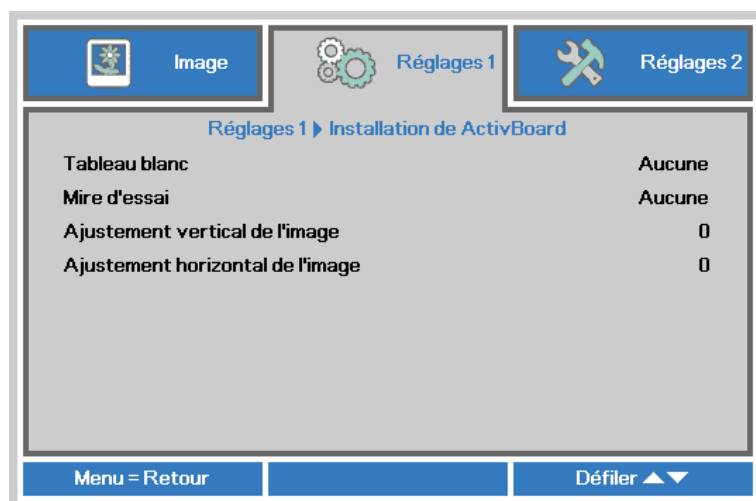 Image
Réglages 1
Réglages 2
Réglages 1 ▶ Installation de ActivBoard
Tableau blanc Aucune
Mire d'essai Aucune
Ajustement vertical de l'image 0
Ajustement horizontal de l'image 0
Menu = Retour
Défiler ▲▼